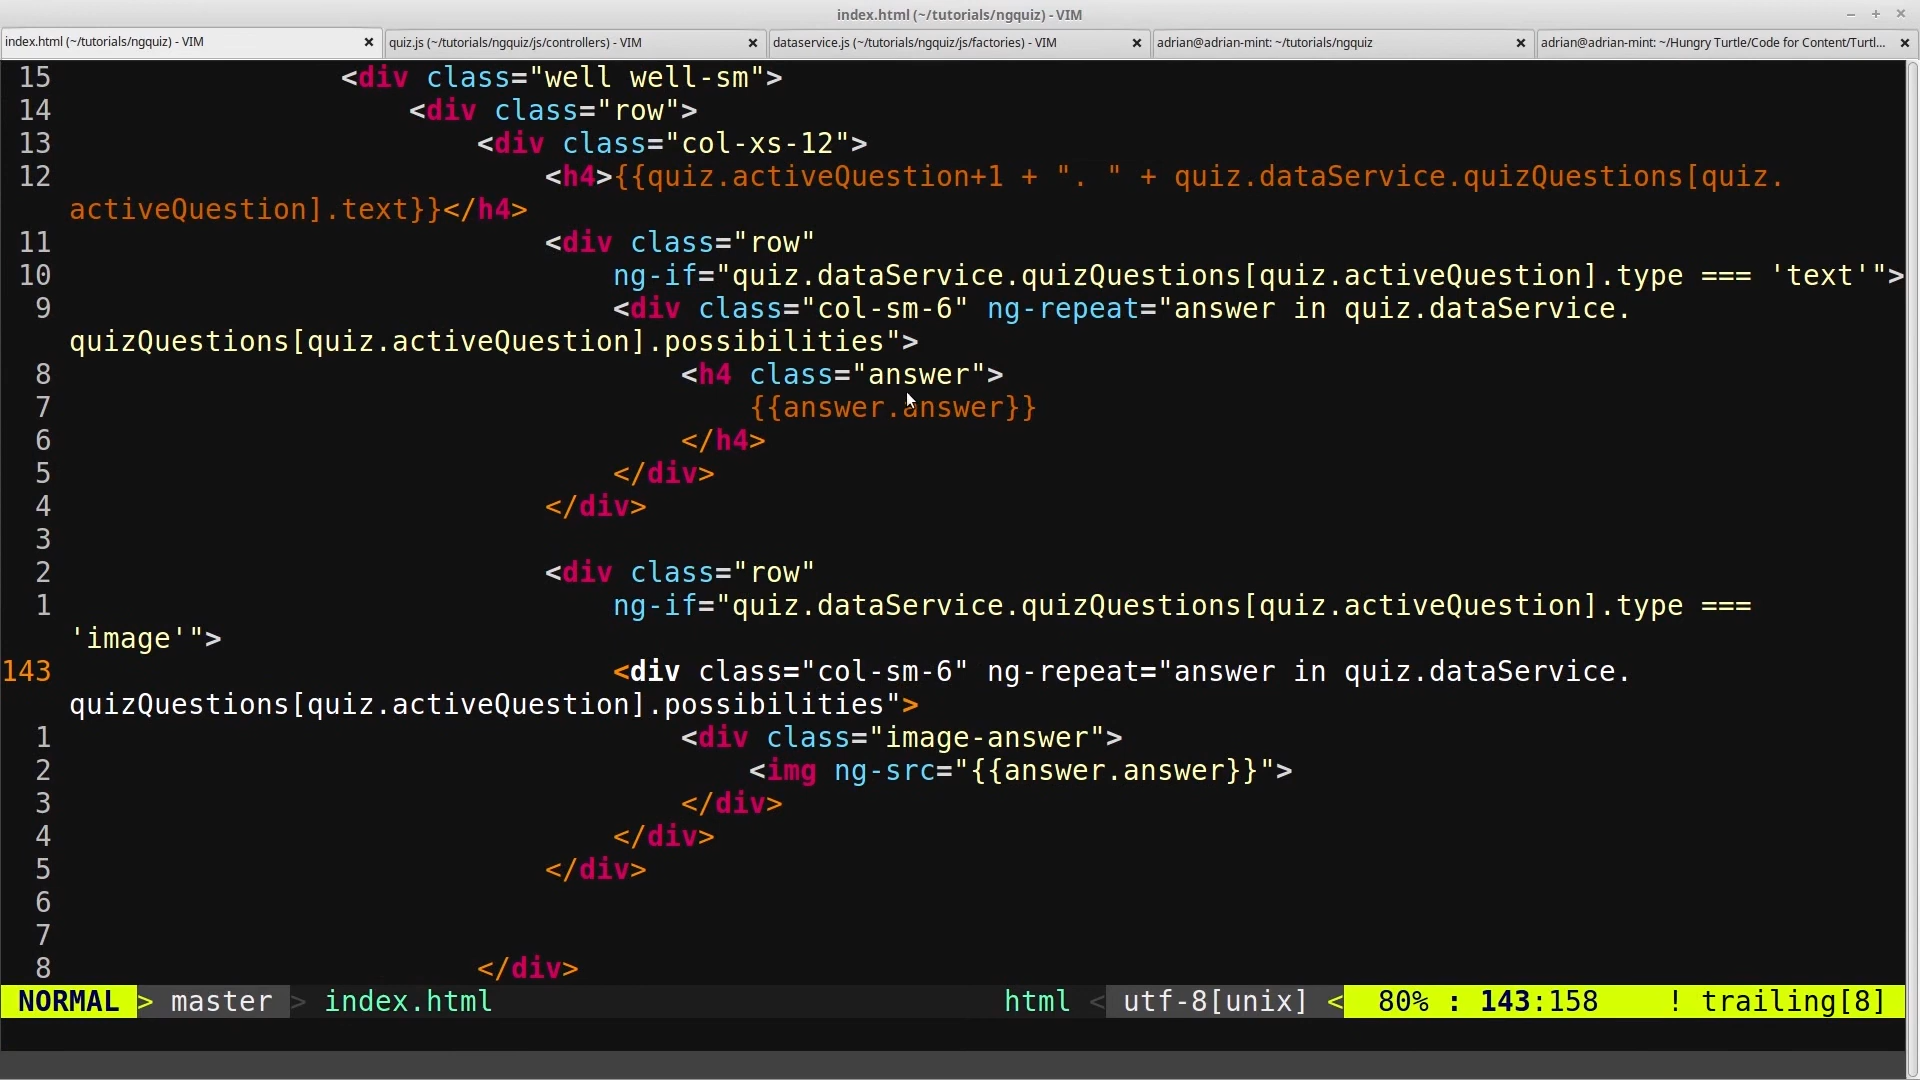 index.html (~/tutorials/ngquiz) - VIM
index.html (~/tutorials/ngquiz) - VIM
quiz.js (~/tutorials/ngquiz/js/controllers) - VIM
dataservice.js (~/tutorials/ngquiz/js/factories) - VIM
adrian@adrian-mint: ~/tutorials/ngquiz
adrian@adrian-mint: ~/Hungry Turtle/Code for Content/Turtl...
15 <div class="well well-sm">
14 <div class="row">
13 <div class="col-xs-12">
12 <h4>{{quiz.activeQuestion+1 + ". " + quiz.dataService.quizQuestions[quiz.
activeQuestion].text}}</h4>
11 <div class="row"
10 ng-if="quiz.dataService.quizQuestions[quiz.activeQuestion].type === 'text'">
9 <div class="col-sm-6" ng-repeat="answer in quiz.dataService.
quizQuestions[quiz.activeQuestion].possibilities">
8 <h4 class="answer">
7 {{answer.answer}}
6 </h4>
5 </div>
4 </div>
3
2 <div class="row"
1 ng-if="quiz.dataService.quizQuestions[quiz.activeQuestion].type ===
'image'">
143 <div class="col-sm-6" ng-repeat="answer in quiz.dataService.
quizQuestions[quiz.activeQuestion].possibilities">
1 <div class="image-answer">
2 <img ng-src="{{answer.answer}}">
3 </div>
4 </div>
5 </div>
6
7
8 </div>
NORMAL > master > index.html html < utf-8[unix] < 80% : 143:158 ! trailing[8]